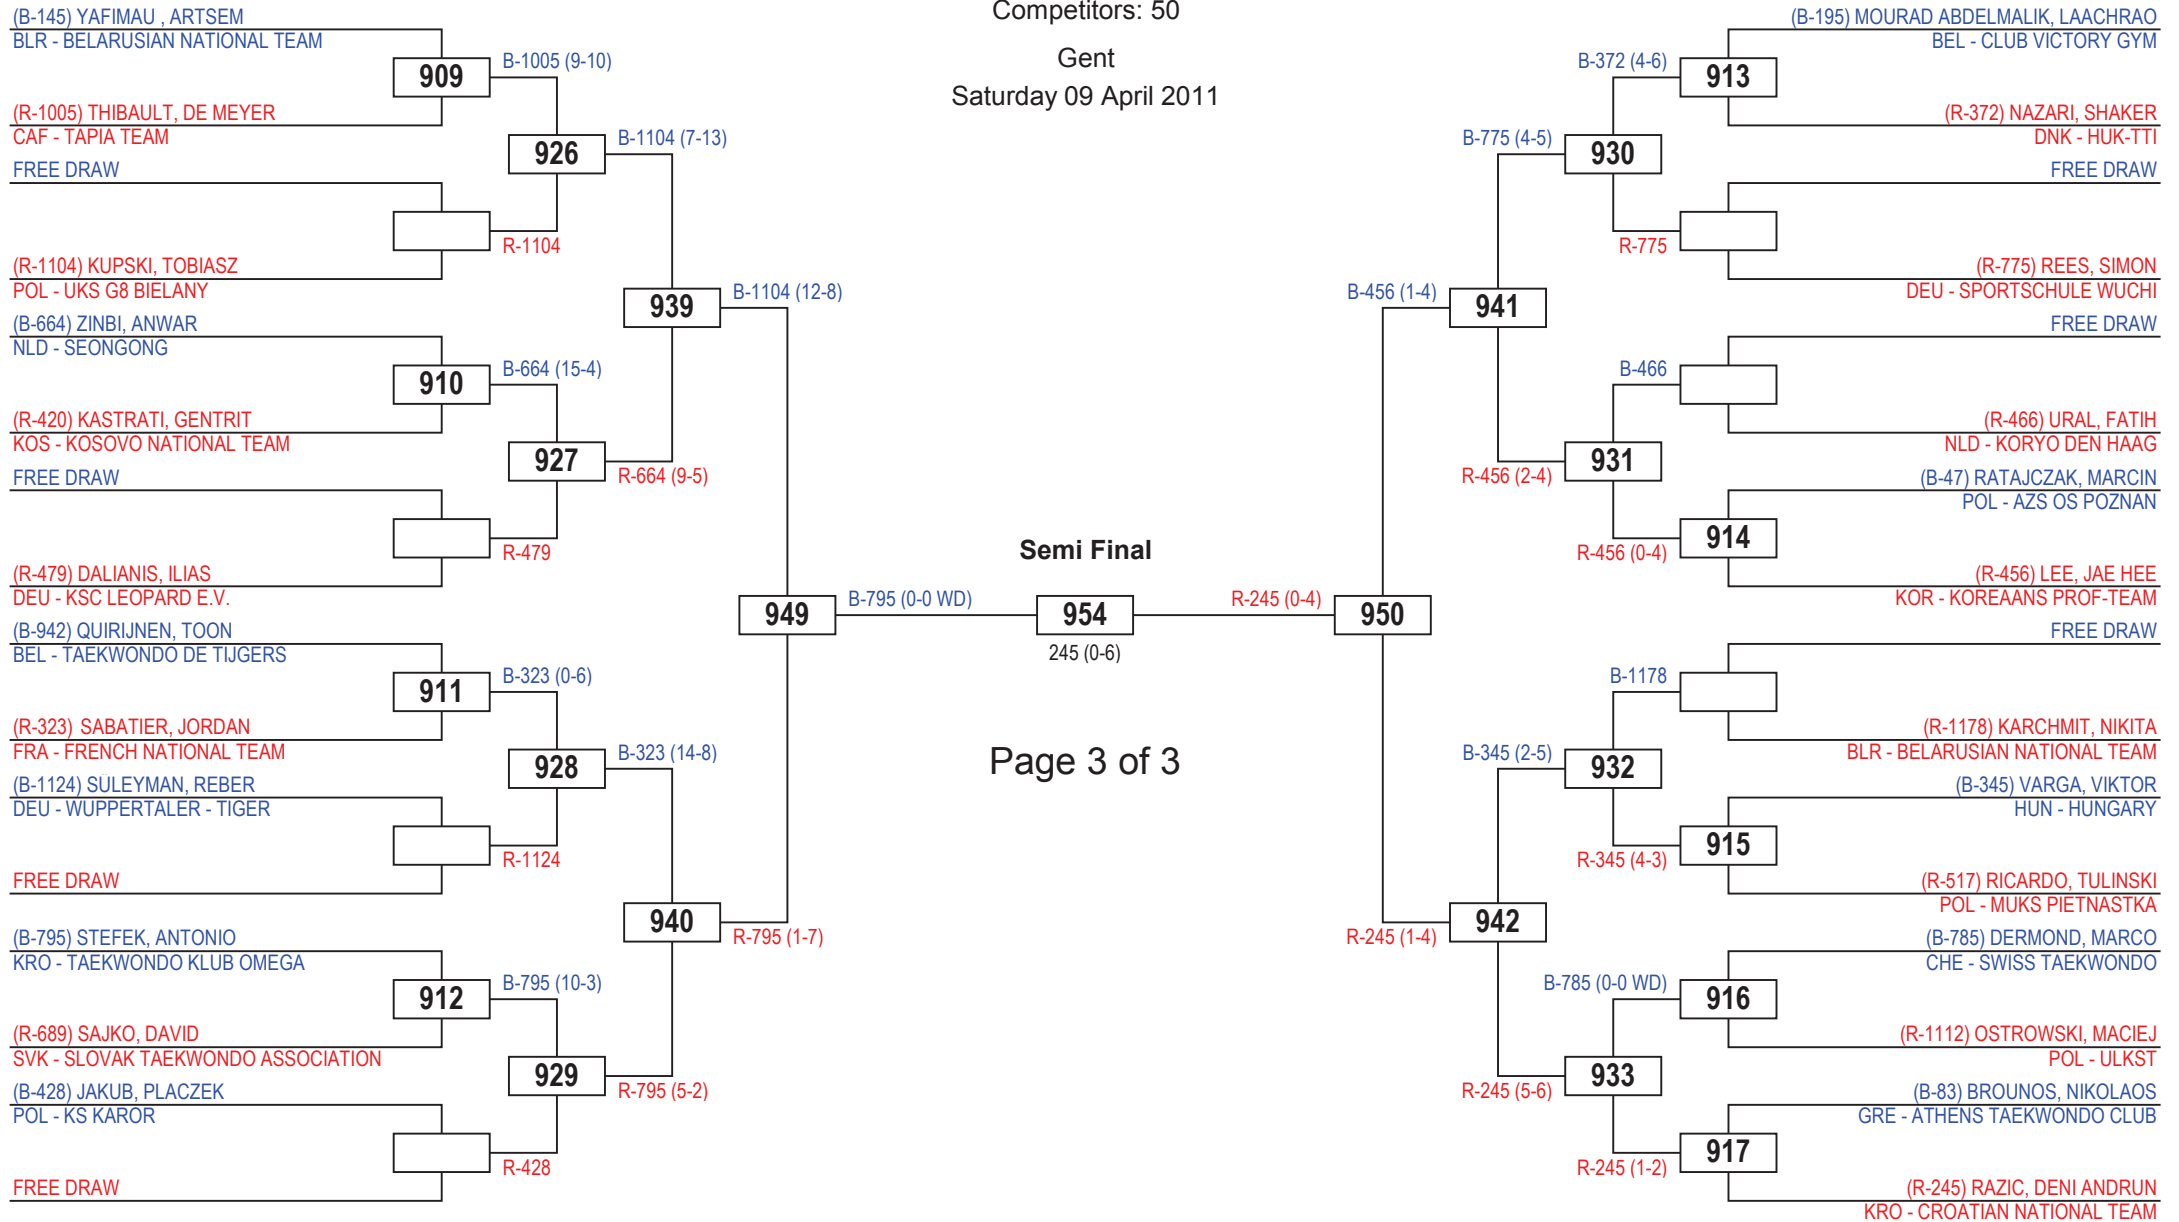 Competitors: 50
Gent
Saturday 09 April 2011
(B-145) YAFIMAU , ARTSEM
BLR - BELARUSIAN NATIONAL TEAM
909
B-1005 (9-10)
(R-1005) THIBAULT, DE MEYER
CAF - TAPIA TEAM
926
B-1104 (7-13)
FREE DRAW
R-1104
(R-1104) KUPSKI, TOBIASZ
POL - UKS G8 BIELANY
939
B-1104 (12-8)
(B-664) ZINBI, ANWAR
NLD - SEONGONG
910
B-664 (15-4)
(R-420) KASTRATI, GENTRIT
KOS - KOSOVO NATIONAL TEAM
927
R-664 (9-5)
FREE DRAW
R-479
(R-479) DALIANIS, ILIAS
DEU - KSC LEOPARD E.V.
949
B-795 (0-0 WD)
(B-942) QUIRIJNEN, TOON
BEL - TAEKWONDO DE TIJGERS
911
B-323 (0-6)
(R-323) SABATIER, JORDAN
FRA - FRENCH NATIONAL TEAM
928
B-323 (14-8)
(B-1124) SÜLEYMAN, REBER
DEU - WUPPERTALER - TIGER
R-1124
FREE DRAW
940
R-795 (1-7)
(B-795) STEFEK, ANTONIO
KRO - TAEKWONDO KLUB OMEGA
912
B-795 (10-3)
(R-689) SAJKO, DAVID
SVK - SLOVAK TAEKWONDO ASSOCIATION
929
R-795 (5-2)
(B-428) JAKUB, PLACZEK
POL - KS KAROR
R-428
FREE DRAW
Semi Final
954
245 (0-6)
Page 3 of 3
(B-195) MOURAD ABDELMALIK, LAACHRAO
BEL - CLUB VICTORY GYM
B-372 (4-6)
913
(R-372) NAZARI, SHAKER
DNK - HUK-TTI
B-775 (4-5)
930
FREE DRAW
R-775
(R-775) REES, SIMON
DEU - SPORTSCHULE WUCHI
B-456 (1-4)
941
FREE DRAW
B-466
(R-466) URAL, FATIH
NLD - KORYO DEN HAAG
R-456 (2-4)
931
(B-47) RATAJCZAK, MARCIN
POL - AZS OS POZNAN
R-456 (0-4)
914
(R-456) LEE, JAE HEE
KOR - KOREAANS PROF-TEAM
R-245 (0-4)
950
FREE DRAW
B-1178
(R-1178) KARCHMIT, NIKITA
BLR - BELARUSIAN NATIONAL TEAM
B-345 (2-5)
932
(B-345) VARGA, VIKTOR
HUN - HUNGARY
R-345 (4-3)
915
(R-517) RICARDO, TULINSKI
POL - MUKS PIETNASTKA
R-245 (1-4)
942
(B-785) DERMOND, MARCO
CHE - SWISS TAEKWONDO
B-785 (0-0 WD)
916
(R-1112) OSTROWSKI, MACIEJ
POL - ULKST
R-245 (5-6)
933
(B-83) BROUNOS, NIKOLAOS
GRE - ATHENS TAEKWONDO CLUB
R-245 (1-2)
917
(R-245) RAZIC, DENI ANDRUN
KRO - CROATIAN NATIONAL TEAM